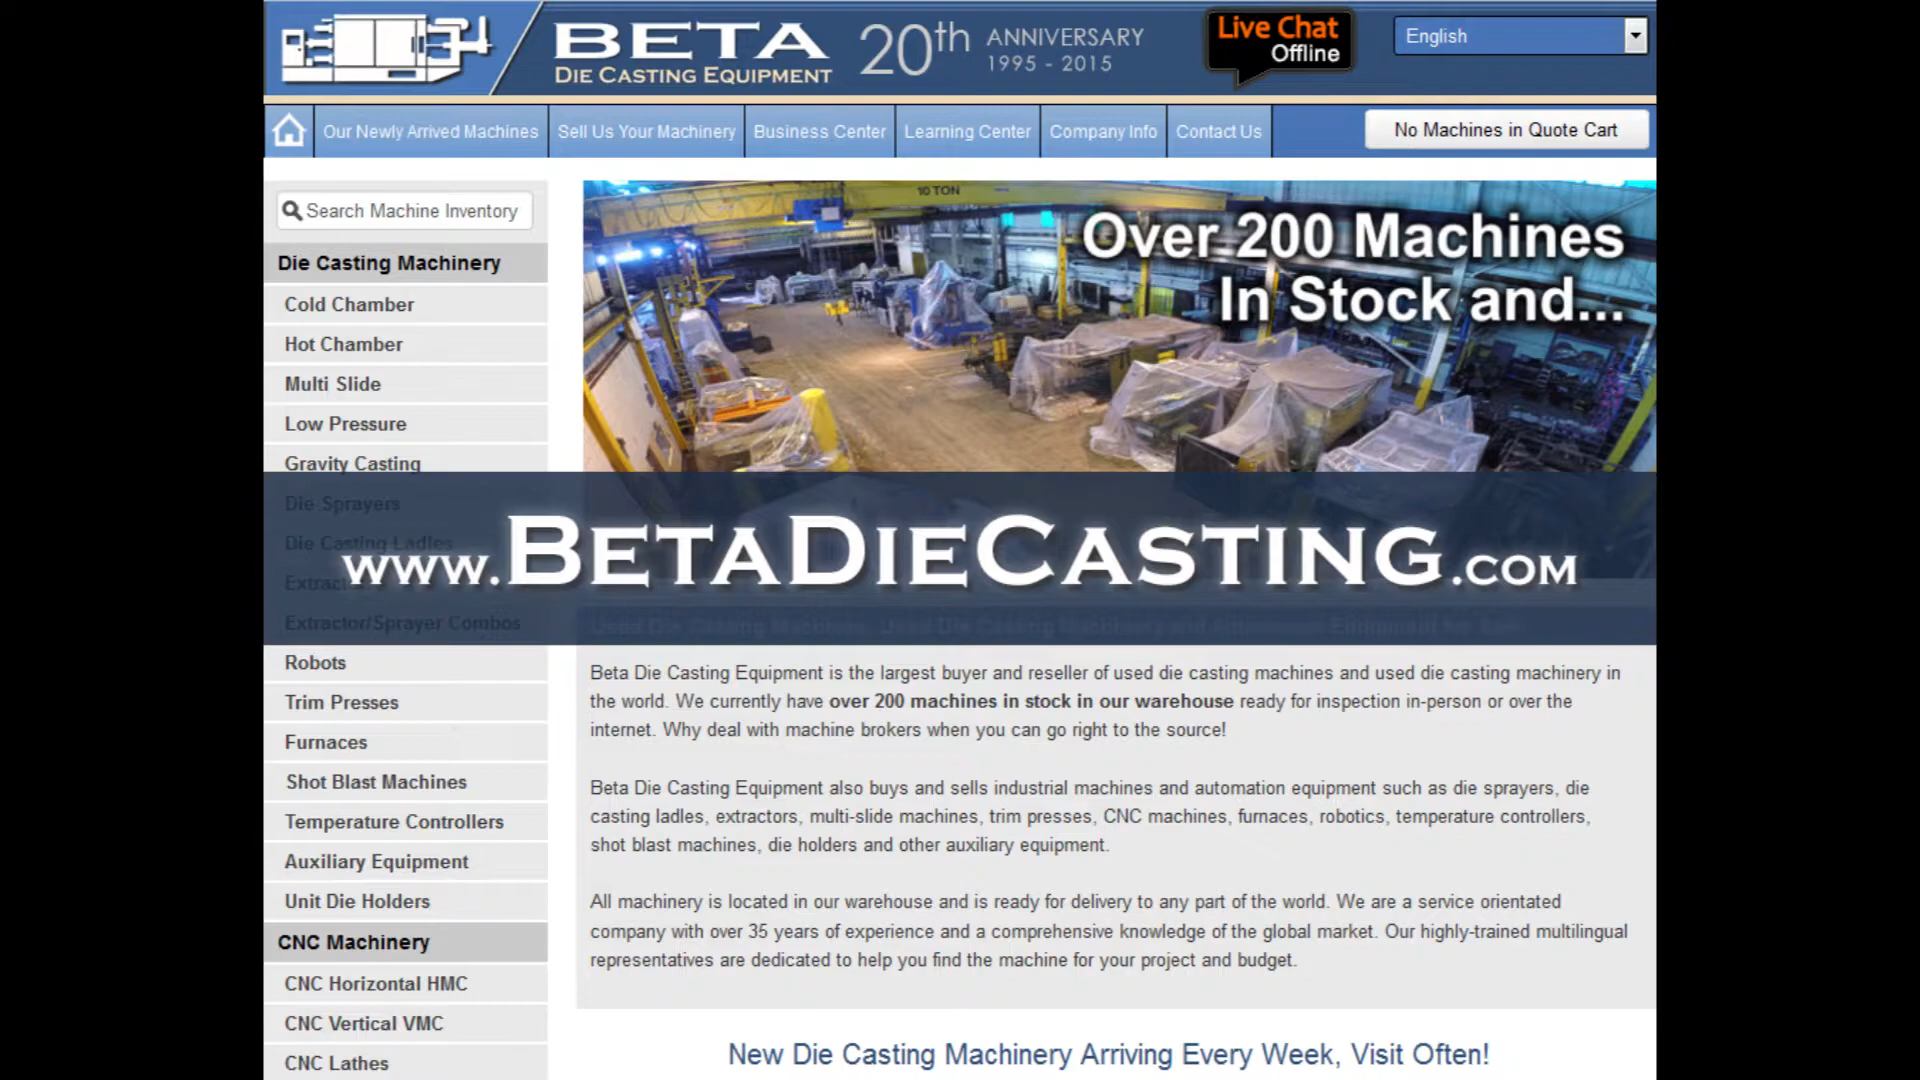 BETA
DIE CASTING EQUIPMENT
20th
ANNIVERSARY
1995 - 2015
Live Chat
Offline
English
Our Newly Arrived Machines
Sell Us Your Machinery
Business Center
Learning Center
Company Info
Contact Us
No Machines in Quote Cart
Search Machine Inventory
10 TON
Over 200 Machines
In Stock and...
Die Casting Machinery
Cold Chamber
Hot Chamber
Multi Slide
Low Pressure
Gravity Casting
Die Sprayers
Die Casting Ladles
Extractor/Sprayer Combos
Robots
Trim Presses
Furnaces
Shot Blast Machines
Temperature Controllers
Auxiliary Equipment
Unit Die Holders
CNC Machinery
CNC Horizontal HMC
CNC Vertical VMC
CNC Lathes
www.BETADIECASTING.COM
Beta Die Casting Equipment is the largest buyer and reseller of used die casting machines and used die casting machinery in
the world. We currently have over 200 machines in stock in our warehouse ready for inspection in-person or over the
internet. Why deal with machine brokers when you can go right to the source!
Beta Die Casting Equipment also buys and sells industrial machines and automation equipment such as die sprayers, die
casting ladles, extractors, multi-slide machines, trim presses, CNC machines, furnaces, robotics, temperature controllers,
shot blast machines, die holders and other auxiliary equipment.
All machinery is located in our warehouse and is ready for delivery to any part of the world. We are a service orientated
company with over 35 years of experience and a comprehensive knowledge of the global market. Our highly-trained multilingual
representatives are dedicated to help you find the machine for your project and budget.
New Die Casting Machinery Arriving Every Week, Visit Often!